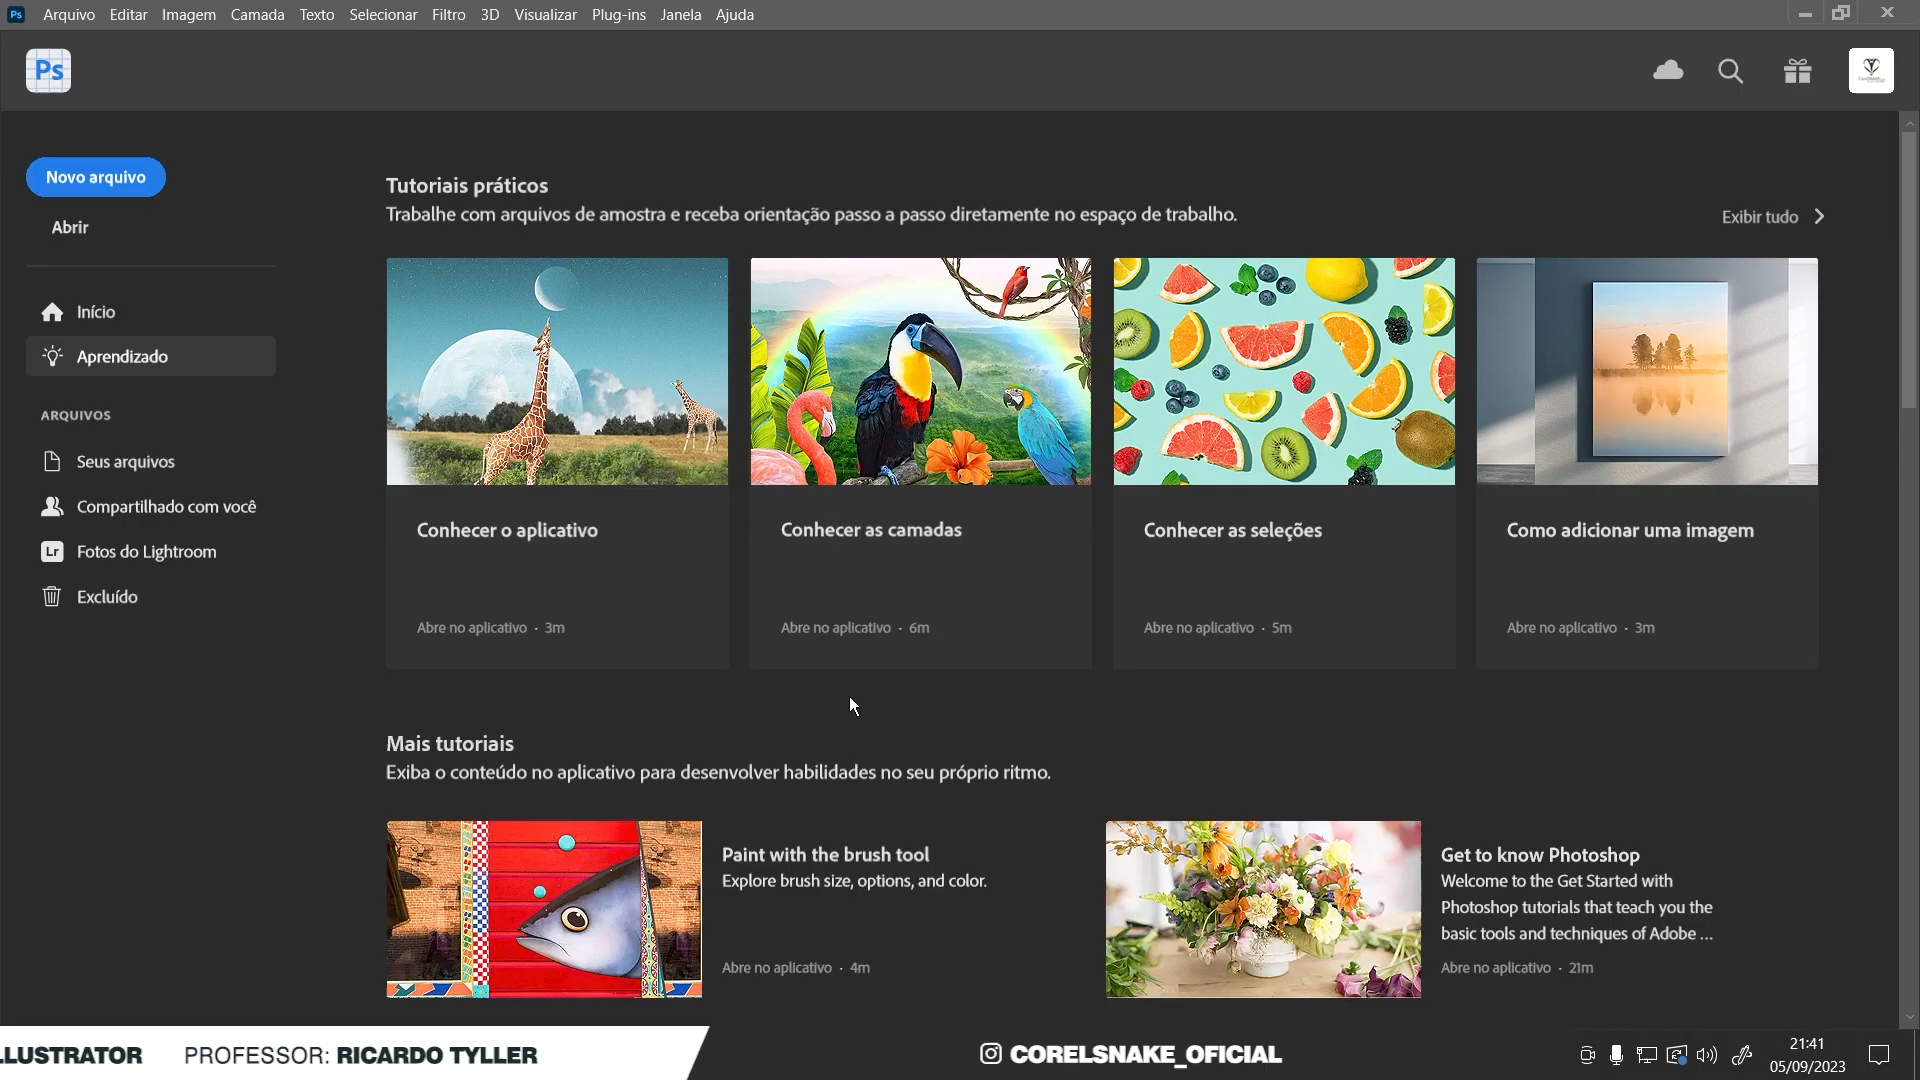 Ps Arquivo Editar Imagem Camada Texto Selecionar Filtro 3D Visualizar Plug-ins Janela Ajuda
Ps
Novo arquivo
Abrir
Início
Aprendizado
ARQUIVOS
Seus arquivos
Compartilhado com você
Lr Fotos do Lightroom
Excluído
Tutoriais práticos
Trabalhe com arquivos de amostra e receba orientação passo a passo diretamente no espaço de trabalho.
Exibir tudo
Conhecer o aplicativo
Abre no aplicativo · 3m
Conhecer as camadas
Abre no aplicativo · 6m
Conhecer as seleções
Abre no aplicativo · 5m
Como adicionar uma imagem
Abre no aplicativo · 3m
Mais tutoriais
Exiba o conteúdo no aplicativo para desenvolver habilidades no seu próprio ritmo.
Paint with the brush tool
Explore brush size, options, and color.
Abre no aplicativo · 4m
Get to know Photoshop
Welcome to the Get Started with
Photoshop tutorials that teach you the
basic tools and techniques of Adobe ...
Abre no aplicativo · 21m
LLUSTRATOR PROFESSOR: RICARDO TYLLER
CORELSNAKE_OFICIAL
21:41
05/09/2023